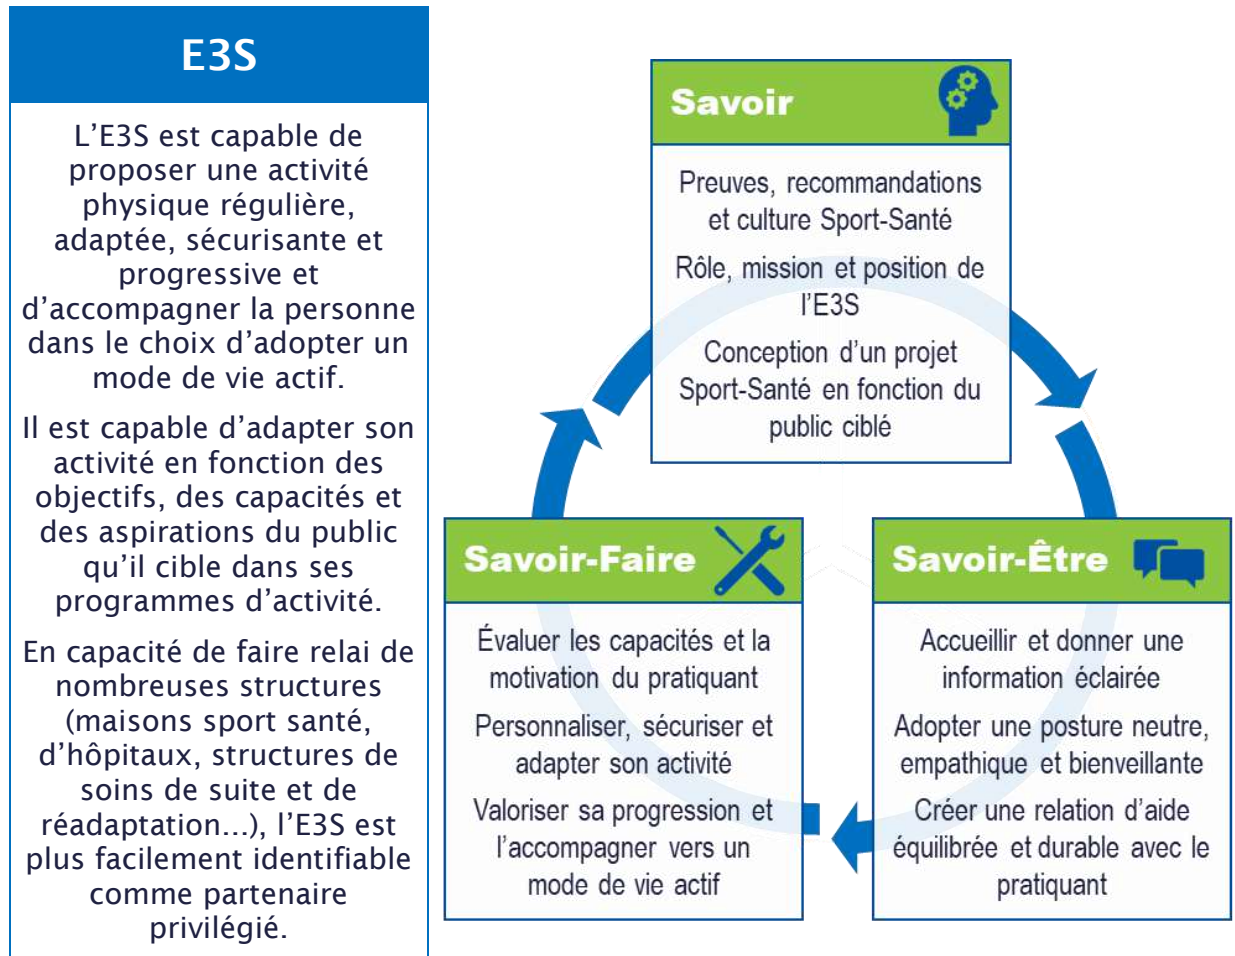 E3S
L'E3S est capable de
proposer une activité
physique régulière,
adaptée, sécurisante et
progressive et
d'accompagner la personne
dans le choix d'adopter un
mode de vie actif.
Il est capable d'adapter son
activité en fonction des
objectifs, des capacités et
des aspirations du public
qu'il cible dans ses
programmes d'activité.
En capacité de faire relai de
nombreuses structures
(maisons sport santé,
d'hôpitaux, structures de
soins de suite et de
réadaptation...), l'E3S est
plus facilement identifiable
comme partenaire
privilégié.
Savoir
Preuves, recommandations
et culture Sport-Santé
Rôle, mission et position de
l'E3S
Conception d'un projet
Sport-Santé en fonction du
public ciblé
Savoir-Faire
Évaluer les capacités et la
motivation du pratiquant
Personnaliser, sécuriser et
adapter son activité
Valoriser sa progression et
l'accompagner vers un
mode de vie actif
Savoir-Être
Accueillir et donner une
information éclairée
Adopter une posture neutre,
empathique et bienveillante
Créer une relation d'aide
équilibrée et durable avec le
pratiquant